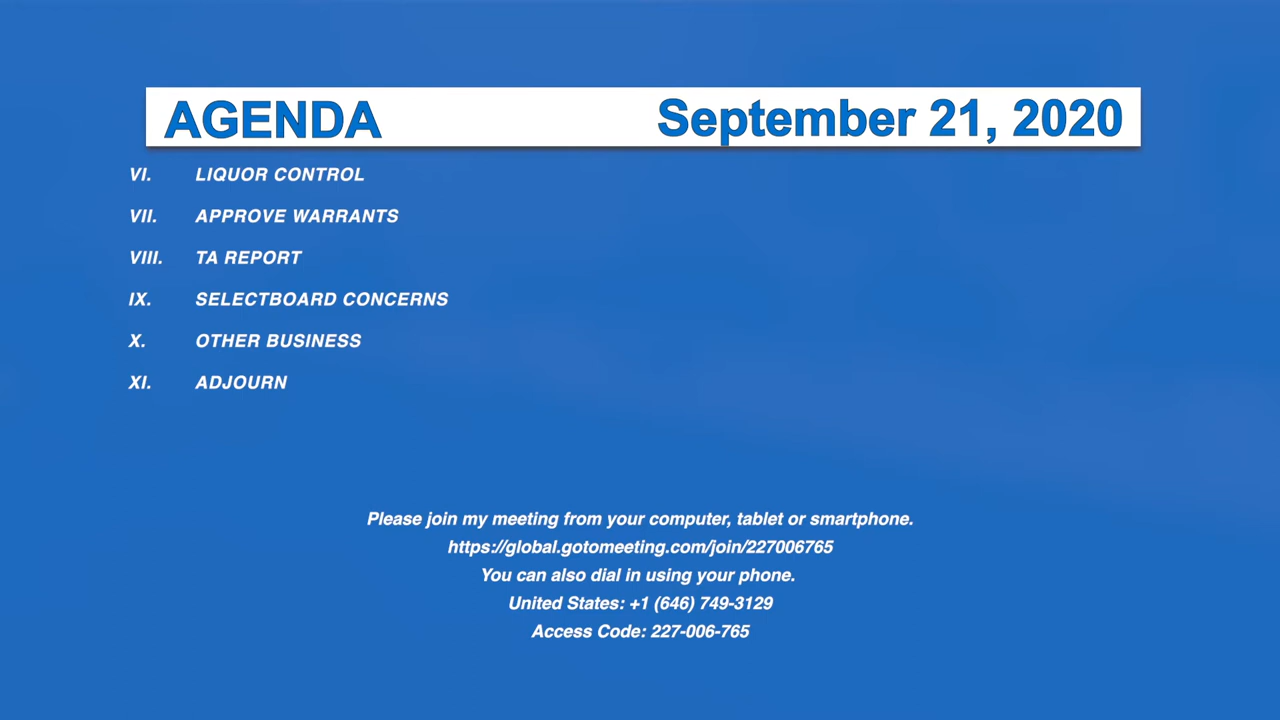 AGENDA September 21, 2020
VI. LIQUOR CONTROL
VII. APPROVE WARRANTS
VIII. TA REPORT
IX. SELECTBOARD CONCERNS
X. OTHER BUSINESS
XI. ADJOURN
Please join my meeting from your computer, tablet or smartphone.
https://global.gotomeeting.com/join/227006765
You can also dial in using your phone.
United States: +1 (646) 749-3129
Access Code: 227-006-765